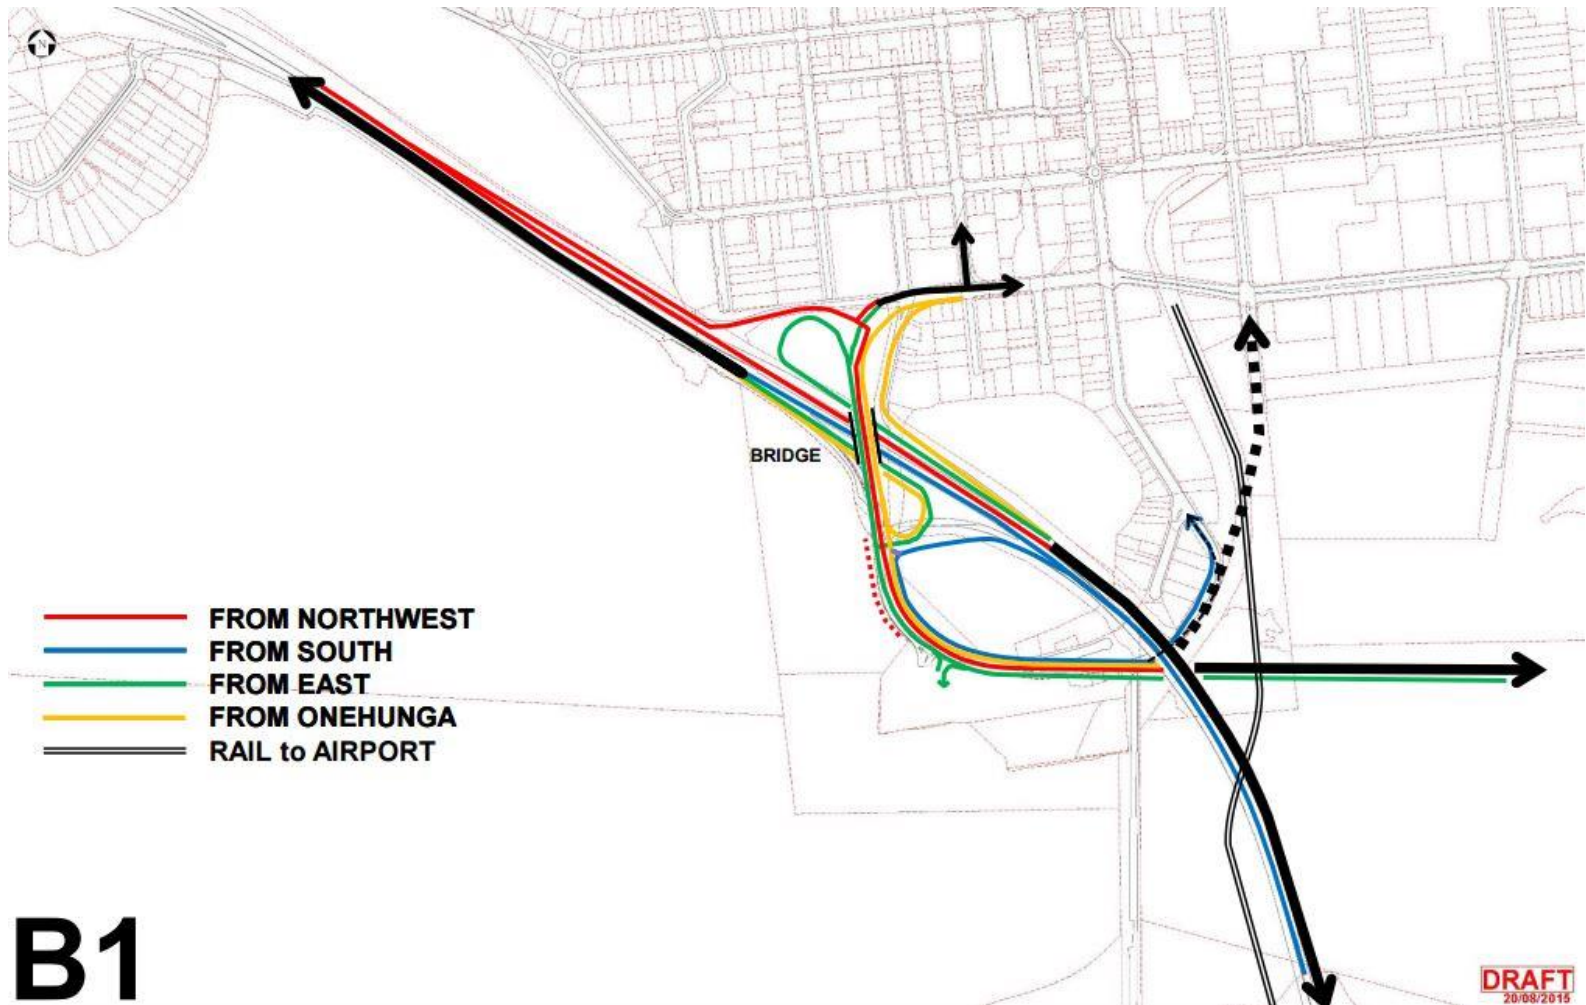 N
BRIDGE
FROM NORTHWEST
FROM SOUTH
FROM EAST
FROM ONEHUNGA
RAIL to AIRPORT
B1
DRAFT
20/08/2015